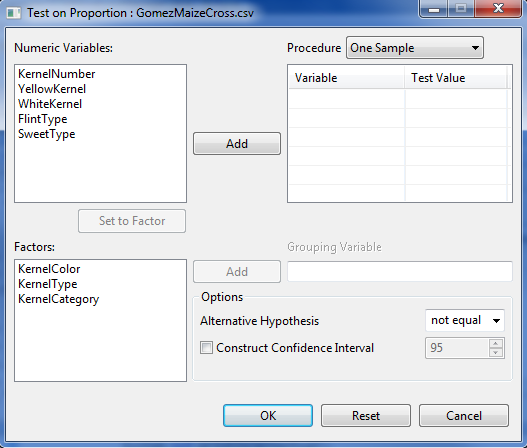 Test on Proportion : GomezMaizeCross.csv
Numeric Variables:
Procedure One Sample
KernelNumber
YellowKernel
WhiteKernel
FlintType
SweetType
Add
Variable Test Value
Set to Factor
Factors:
Grouping Variable
KernelColor
KernelType
KernelCategory
Add
Options
Alternative Hypothesis not equal
Construct Confidence Interval 95
OK Reset Cancel